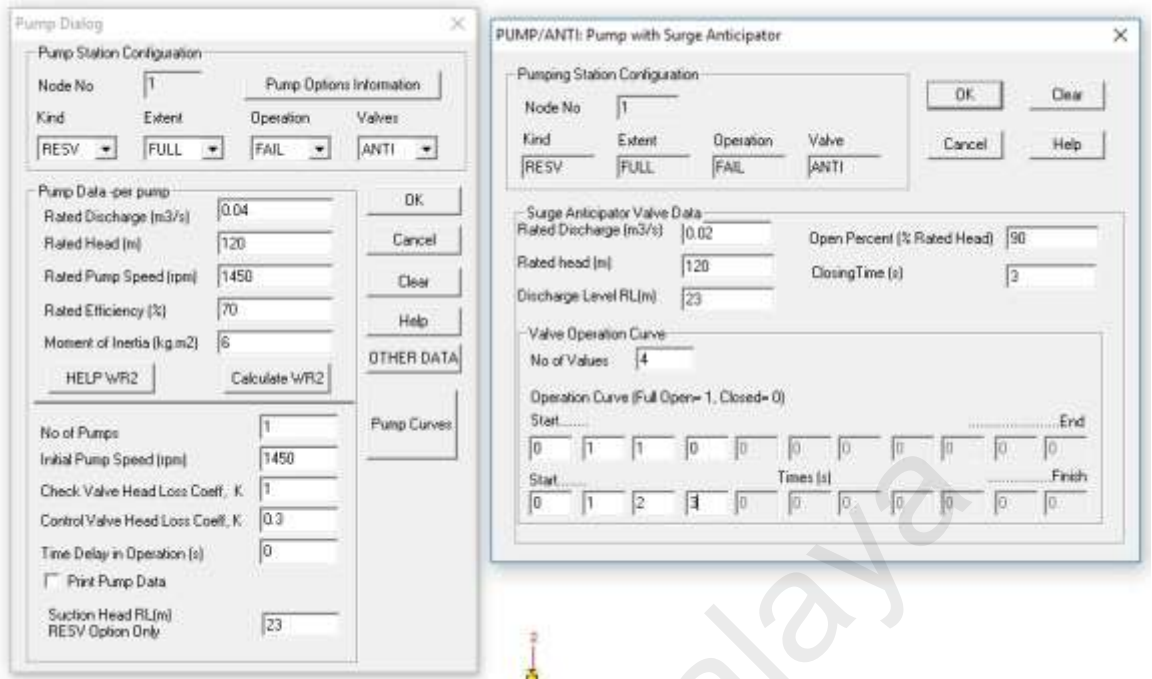 Pump Dialog
Pump Station Configuration
Node No 1 Pump Options Information
Kind Extent Operation Valves
RESV FULL FAIL ANTI
Pump Data -per pump
Rated Discharge (m3/s) 0.04
Rated Head (m) 120
Rated Pump Speed (rpm) 1450
Rated Efficiency (%) 70
Moment of Inertia (kg.m2) 6
HELP WR2 Calculate WR2
OK
Cancel
Clear
Help
OTHER DATA
Pump Curves
No of Pumps 1
Initial Pump Speed (rpm) 1450
Check Valve Head Loss Coeff, K 1
Control Valve Head Loss Coeff, K 0.3
Time Delay in Operation (s) 0
Print Pump Data
Suction Head RL(m)
RESV Option Only 23
PUMP/ANTI: Pump with Surge Anticipator
Pumping Station Configuration
Node No 1
Kind Extent Operation Valve
RESV FULL FAIL ANTI
OK Clear
Cancel Help
Surge Anticipator Valve Data
Rated Discharge (m3/s) 0.02 Open Percent (% Rated Head) 90
Rated head (m) 120 ClosingTime (s) 3
Discharge Level RL(m) 23
Valve Operation Curve
No of Values 4
Operation Curve (Full Open= 1, Closed= 0)
Start........ ......................End
0 1 1 0 0 0 0 0 0 0 0
Start........ Times (s) ....................Finish
0 1 2 3 0 0 0 0 0 0 0
2
alaya